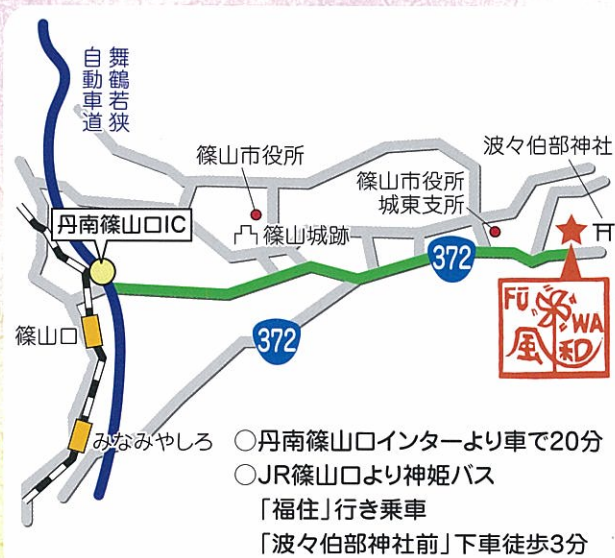 舞鶴若狭
自動車道
篠山市役所
波々伯部神社
篠山市役所
城東支所
丹南篠山口IC
篠山城跡
372
372
FŪ
WA
風和
篠山口
みなみやしろ
○丹南篠山口インターより車で20分
○JR篠山口より神姫バス
「福住」行き乗車
「波々伯部神社前」下車徒歩3分